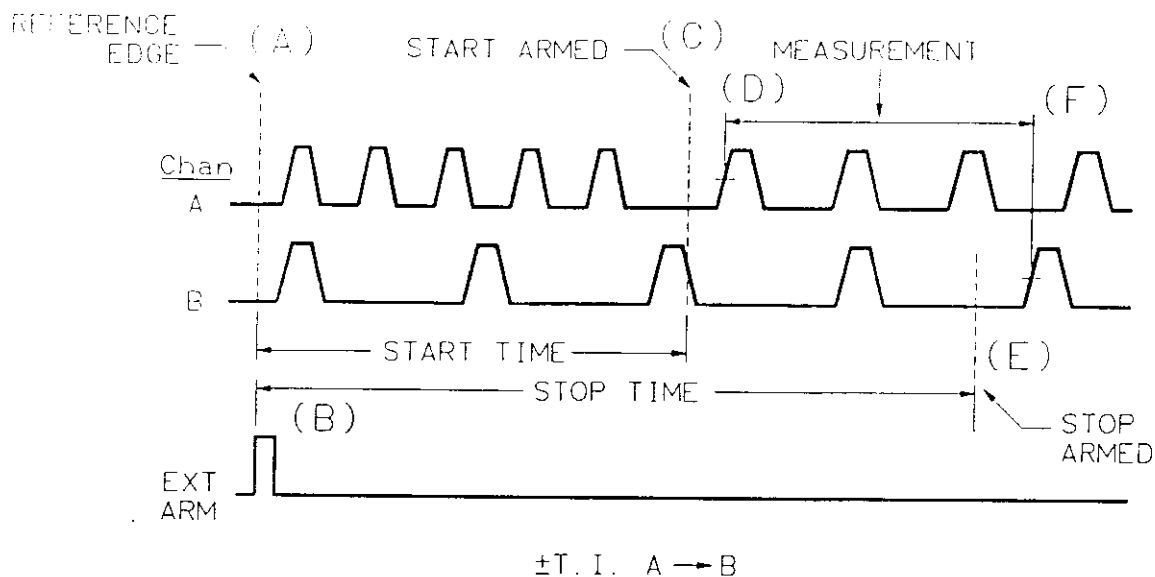 REFERENCE
EDGE
(A)
START ARMED
(C)
MEASUREMENT
(D)
(F)
Chan
A
B
START TIME
(E)
STOP TIME
(B)
STOP
ARMED
EXT
ARM
±T.I. A → B